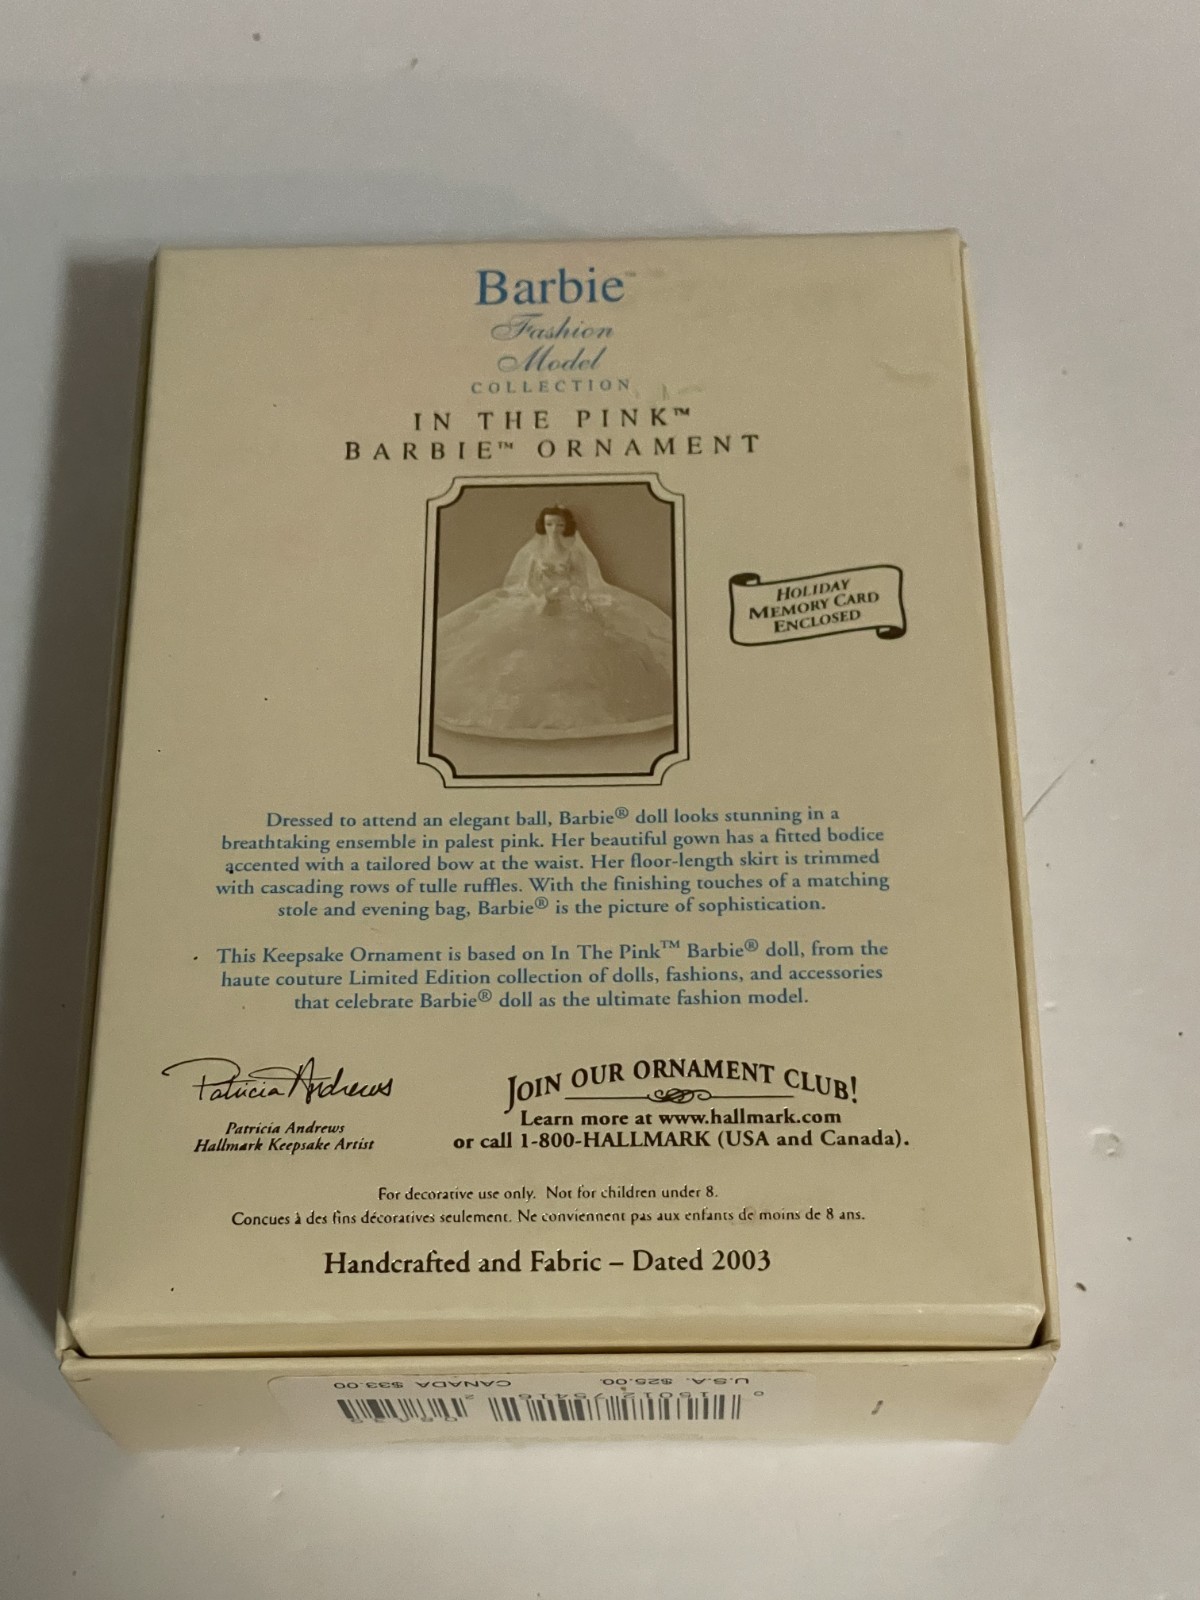 Barbie™
Fashion
Model
COLLECTION
IN THE PINK™
BARBIE™ ORNAMENT
HOLIDAY
MEMORY CARD
ENCLOSED
Dressed to attend an elegant ball, Barbie® doll looks stunning in a
breathtaking ensemble in palest pink. Her beautiful gown has a fitted bodice
accented with a tailored bow at the waist. Her floor-length skirt is trimmed
with cascading rows of tulle ruffles. With the finishing touches of a matching
stole and evening bag, Barbie® is the picture of sophistication.
This Keepsake Ornament is based on In The Pink™ Barbie® doll, from the
haute couture Limited Edition collection of dolls, fashions, and accessories
that celebrate Barbie® doll as the ultimate fashion model.
Patricia Andrews
Patricia Andrews
Hallmark Keepsake Artist
JOIN OUR ORNAMENT CLUB!
Learn more at www.hallmark.com
or call 1-800-HALLMARK (USA and Canada).
For decorative use only. Not for children under 8.
Concues à des fins décoratives seulement. Ne conviennent pas aux enfants de moins de 8 ans.
Handcrafted and Fabric – Dated 2003
U.S.A. $25.00 CANADA $33.00